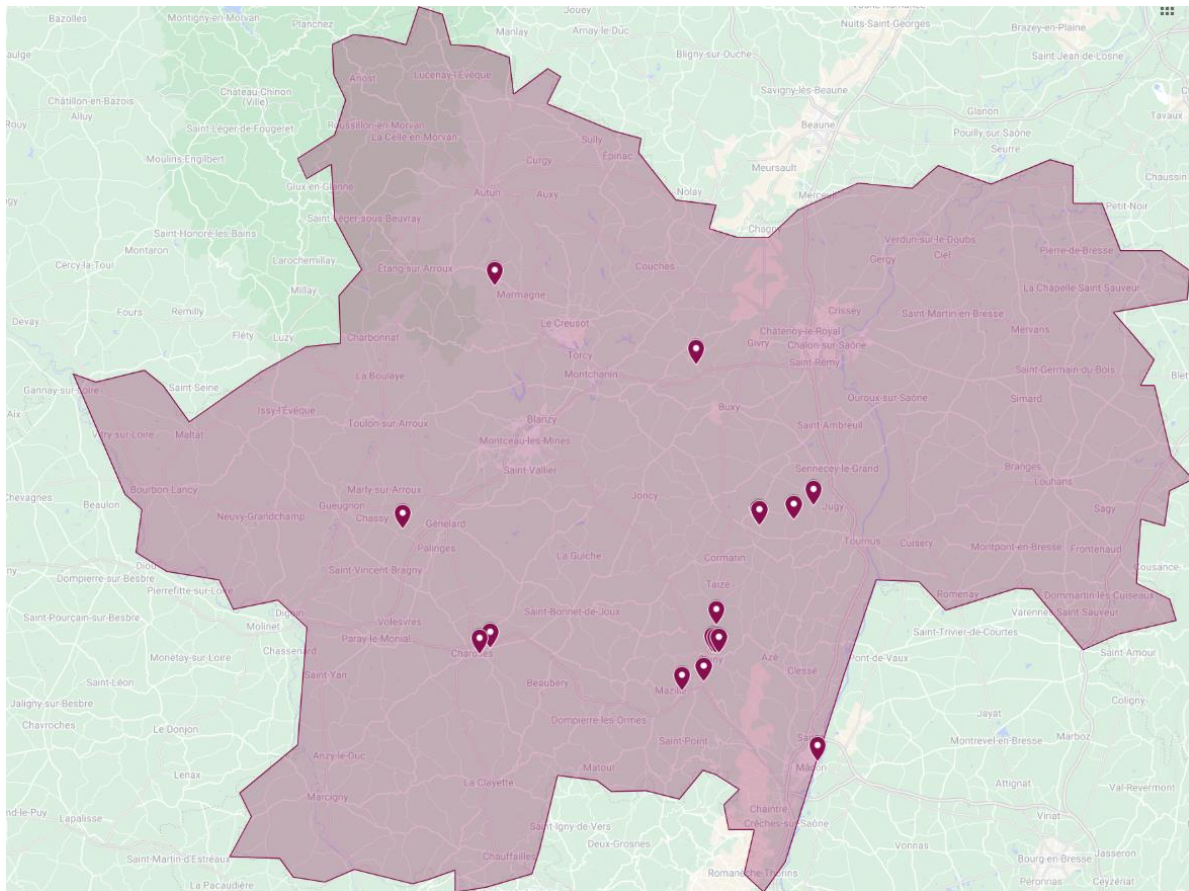 Bazolles
Montigny-en-Morvan
Planchez
Manlay
Jouey
Arnay-le-Duc
Bligny-sur-Ouche
Nuits-Saint-Georges
Brazey-en-Plaine
Saint-Jean-de-Losne
Anost
Lucenay-l'Évêque
Châtillon-en-Bazois
Château-Chinon
(Ville)
Savigny-lès-Beaune
Glanon
Tavaux
Rouy
Alluy
Saint-Léger-de-Fougeret
Roussillon-en-Morvan
La Celle-en-Morvan
Sully
Beaune
Pouilly-sur-Saône
Seurre
Moulins-Engilbert
Curgy
Épinac
Meursault
Chaussin
Glux-en-Glenne
Autun
Auxy
Nolay
Petit-Noir
Saint-Léger-sous-Beuvray
Chagny
Saint-Honoré-les-Bains
Montaron
Verdun-sur-le-Doubs
Ciel
Pierre-de-Bresse
Cercy-la-Tour
Larochemillay
Étang-sur-Arroux
Couches
Gergy
Millay
Marmagne
La Chapelle Saint Sauveur
Devay
Fours
Remilly
Fléty
Luzy
Charbonnat
Le Creusot
Crissey
Saint Martin-en-Bresse
Mervans
Châtenoy-le-Royal
Givry
Chalon-sur-Saône
Torcy
Saint-Rémy
Montchanin
Saint-Germain-du-Bois
Gannay-sur-Loire
Saint-Seine
La Boulaye
Ouroux-sur-Saône
Simard
Issy-l'Évêque
Buxy
Toulon-sur-Arroux
Blanzy
Saint-Ambreuil
Vitry-sur-Loire
Maltat
Montceau-les-Mines
Saint-Vallier
Sennecey-le-Grand
Branges
Louhans
Bourbon-Lancy
Marly-sur-Arroux
Chevagnes
Beaulon
Gueugnon
Joncy
Jugy
Sagy
Neuvy-Grandchamp
Chassy
Génelard
Palinges
Tournus
Cuisery
Montpont-en-Bresse
Frontenaud
La Guiche
Cormatin
Cousance
Dompierre-sur-Besbre
Saint-Vincent-Bragny
Pierrefitte-sur-Loire
Taizé
Romenay
Dommartin-lès-Cuiseaux
Saint-Pourçain-sur-Besbre
Saint-Bonnet-de-Joux
Saint-Sauveur
Digoin
Molinet
Volesvres
Saint-Trivier-de-Courtes
Paray-le-Monial
Charolles
Saint-Amour
Monétay-sur-Loire
Chassenard
Azé
Clessé
Pont-de-Vaux
Saint-Léon
Saint-Yan
Beaubery
Mazille
Coligny
Jaligny-sur-Besbre
Chavroches
Dompierre-les-Ormes
Jayat
Le Donjon
Saint-Point
Montrevel-en-Bresse
Marboz
Anzy-le-Duc
Matour
Mâcon
Lenax
La Clayette
Attignat
Val-Revermont
Marcigny
Chaintré
Crêches-sur-Saône
Lapalisse
Saint-Igny-de-Vers
Deux-Grosnes
Viriat
Vonnas
Jasseron
Saint-Martin-d'Estréaux
Chauffailles
Bourg-en-Bresse
La Pacaudière
Romanèche-Thorins
Péronnas
Ceyzériat